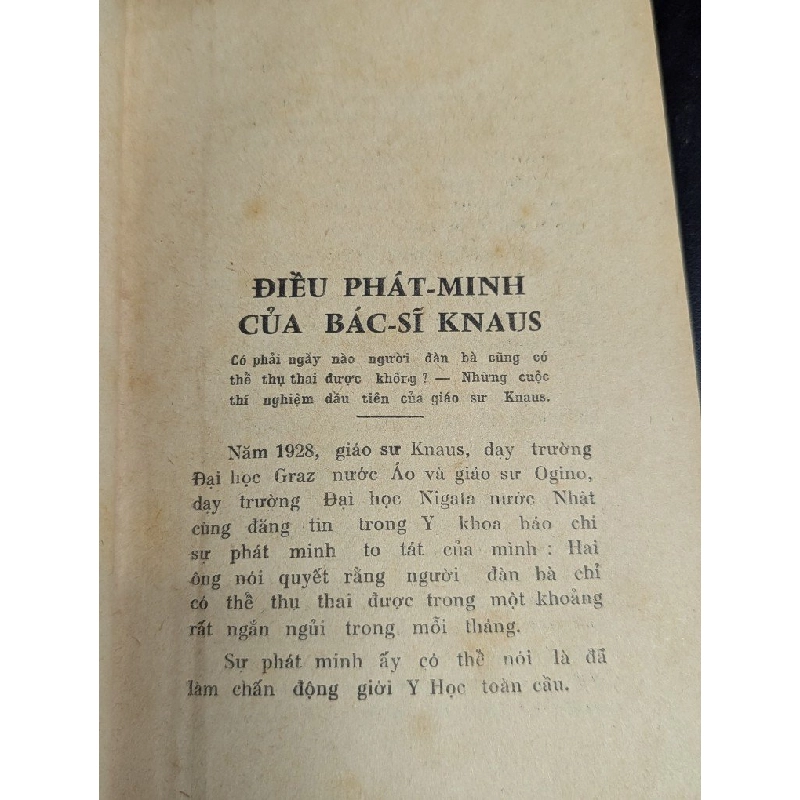 ĐIỀU PHÁT-MINH
CỦA BÁC-SĨ KNAUS
Có phải ngày nào người đàn bà cũng có
thể thụ thai được không ? — Những cuộc
thí nghiệm đầu tiên của giáo sư Knaus.
Năm 1928, giáo sư Knaus, dạy trường
Đại học Graz nước Áo và giáo sư Ogino,
dạy trường Đại học Nigata nước Nhật
cùng đăng tin trong Y khoa báo chí
sự phát minh to tát của mình : Hai
ông nói quyết rằng người đàn bà chỉ
có thể thụ thai được trong một khoảng
rất ngắn ngủi trong mỗi tháng.
Sự phát minh ấy có thể nói là đã
làm chấn động giới Y Học toàn cầu.